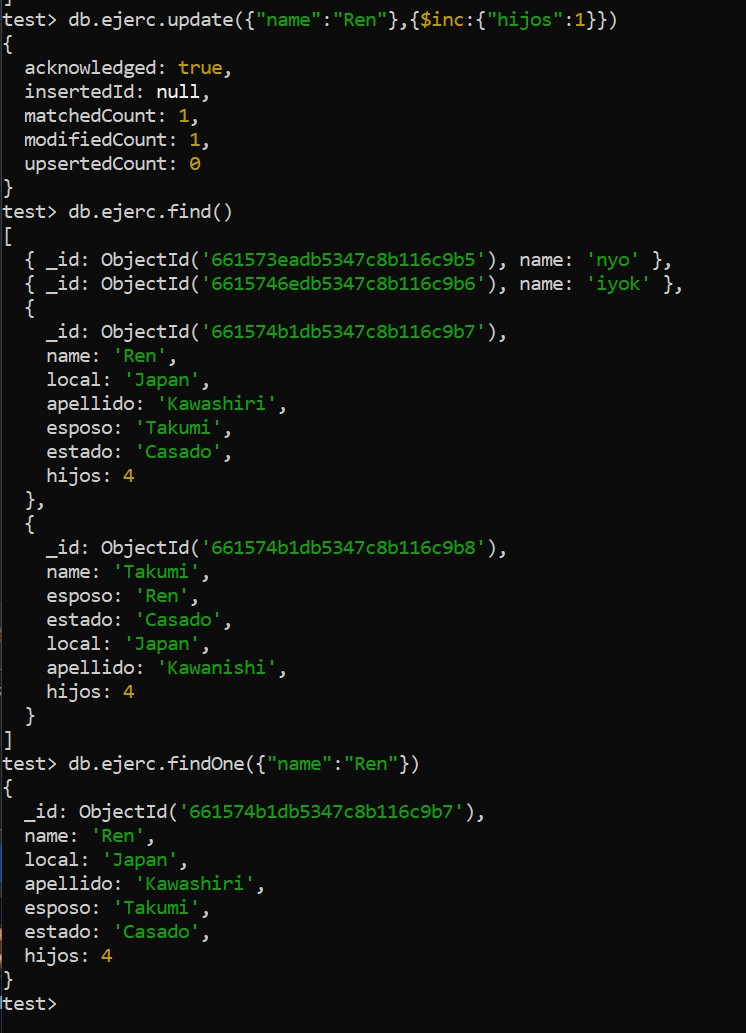 ]
test> db.ejerc.update({"name":"Ren"},{$inc:{"hijos":1}})
{
  acknowledged: true,
  insertedId: null,
  matchedCount: 1,
  modifiedCount: 1,
  upsertedCount: 0
}
test> db.ejerc.find()
[
  { _id: ObjectId('661573eadb5347c8b116c9b5'), name: 'nyo' },
  { _id: ObjectId('6615746edb5347c8b116c9b6'), name: 'iyok' },
  {
    _id: ObjectId('661574b1db5347c8b116c9b7'),
    name: 'Ren',
    local: 'Japan',
    apellido: 'Kawashiri',
    esposo: 'Takumi',
    estado: 'Casado',
    hijos: 4
  },
  {
    _id: ObjectId('661574b1db5347c8b116c9b8'),
    name: 'Takumi',
    esposo: 'Ren',
    estado: 'Casado',
    local: 'Japan',
    apellido: 'Kawanishi',
    hijos: 4
  }
]
test> db.ejerc.findOne({"name":"Ren"})
{
  _id: ObjectId('661574b1db5347c8b116c9b7'),
  name: 'Ren',
  local: 'Japan',
  apellido: 'Kawashiri',
  esposo: 'Takumi',
  estado: 'Casado',
  hijos: 4
}
test>